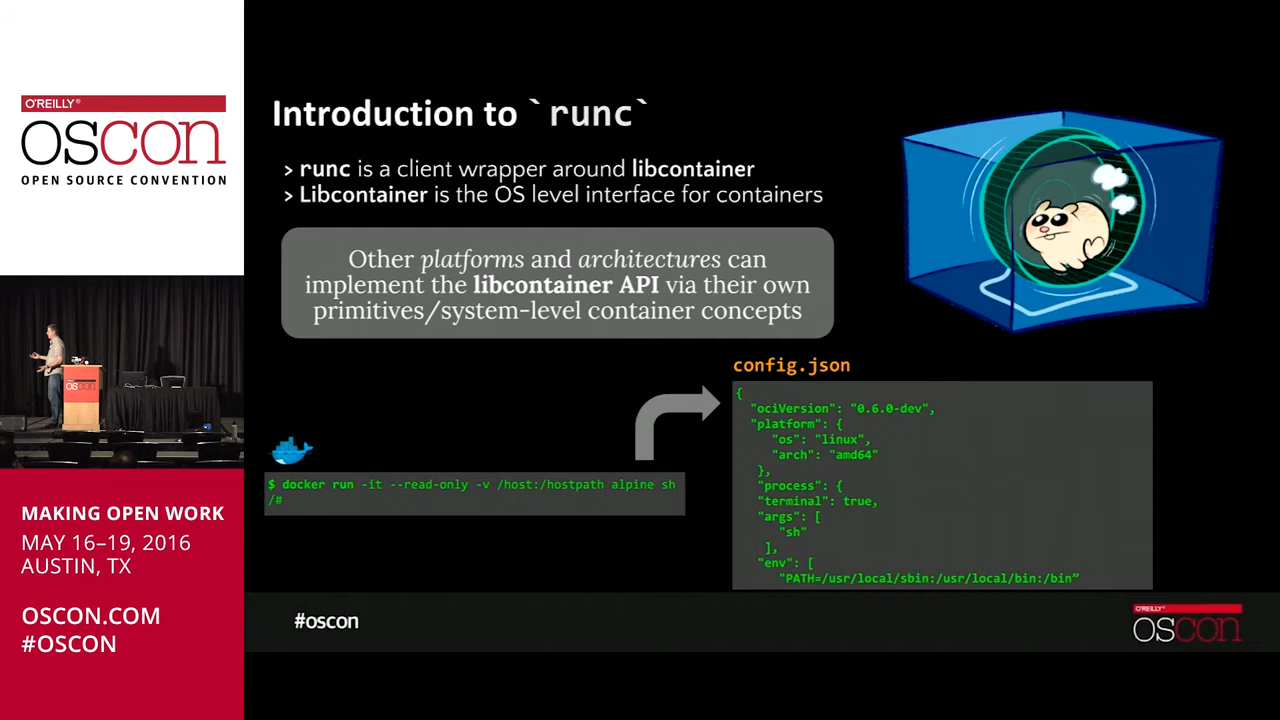 O'REILLY®
OSCON
OPEN SOURCE CONVENTION
MAKING OPEN WORK
MAY 16–19, 2016
AUSTIN, TX
OSCON.COM
#OSCON
Introduction to `runc`
> runc is a client wrapper around libcontainer
> Libcontainer is the OS level interface for containers
Other platforms and architectures can
implement the libcontainer API via their own
primitives/system-level container concepts
$ docker run -it --read-only -v /host:/hostpath alpine sh
/#
config.json
{
"ociVersion": "0.6.0-dev",
"platform": {
"os": "linux",
"arch": "amd64"
},
"process": {
"terminal": true,
"args": [
"sh"
],
"env": [
"PATH=/usr/local/sbin:/usr/local/bin:/bin"
#oscon
O'REILLY®
OSCON
OSCON